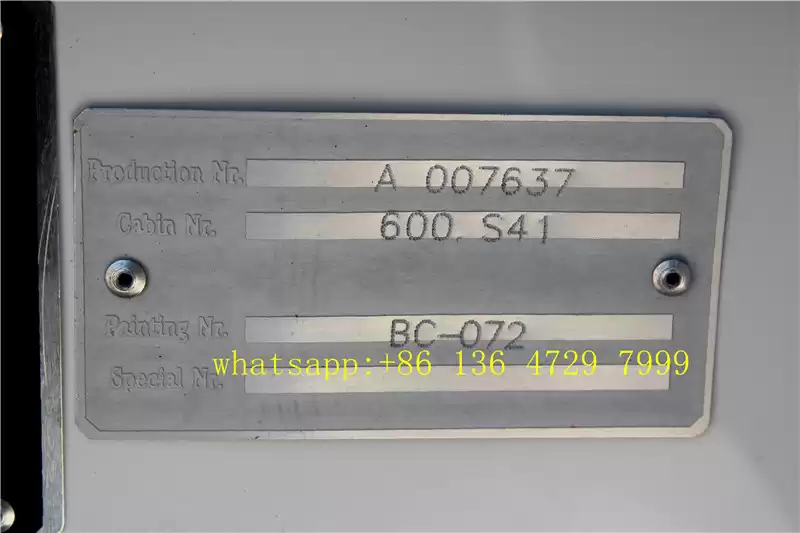 Production Nr. A 007637
Cabin Nr. 600. S41
Painting Nr. BC-072
whatsapp:+86 136 4729 7999
Special Nr.